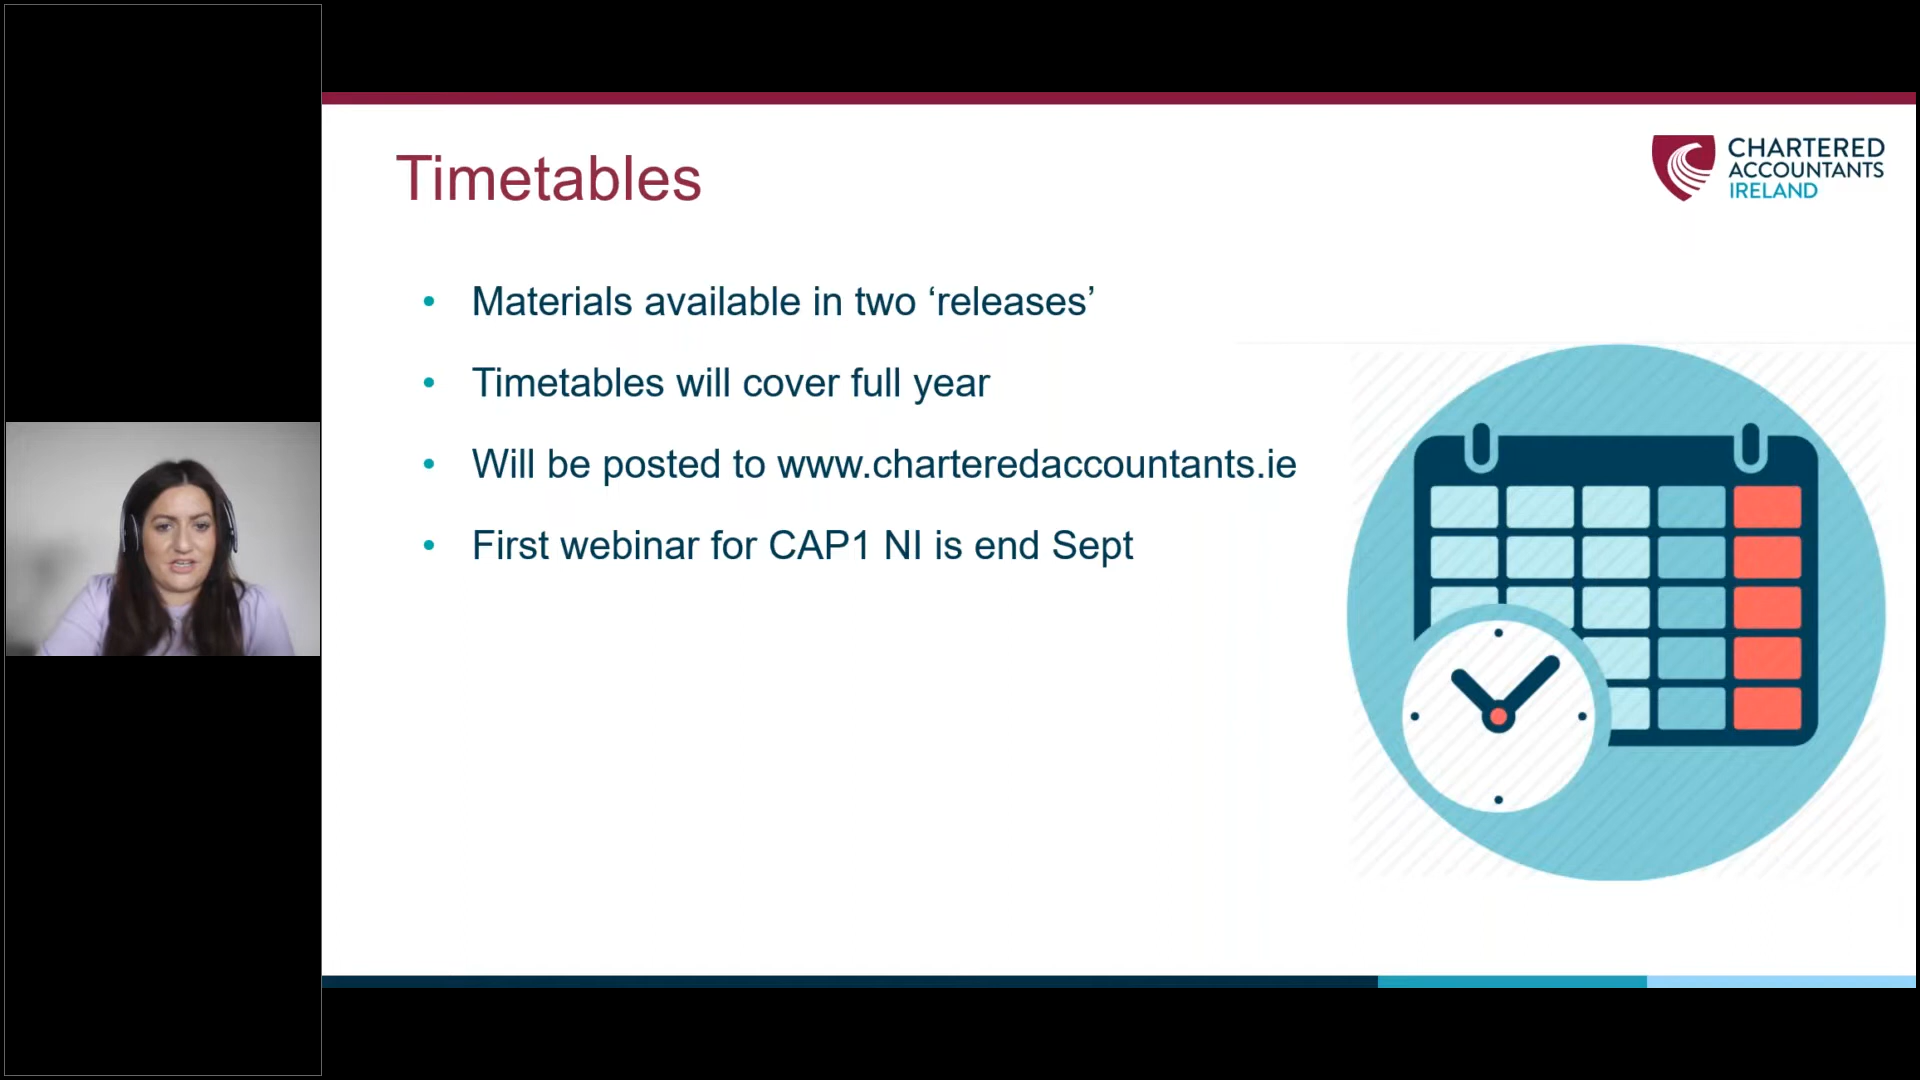 Timetables
CHARTERED
ACCOUNTANTS
IRELAND
• Materials available in two ‘releases’
• Timetables will cover full year
• Will be posted to www.charteredaccountants.ie
• First webinar for CAP1 NI is end Sept